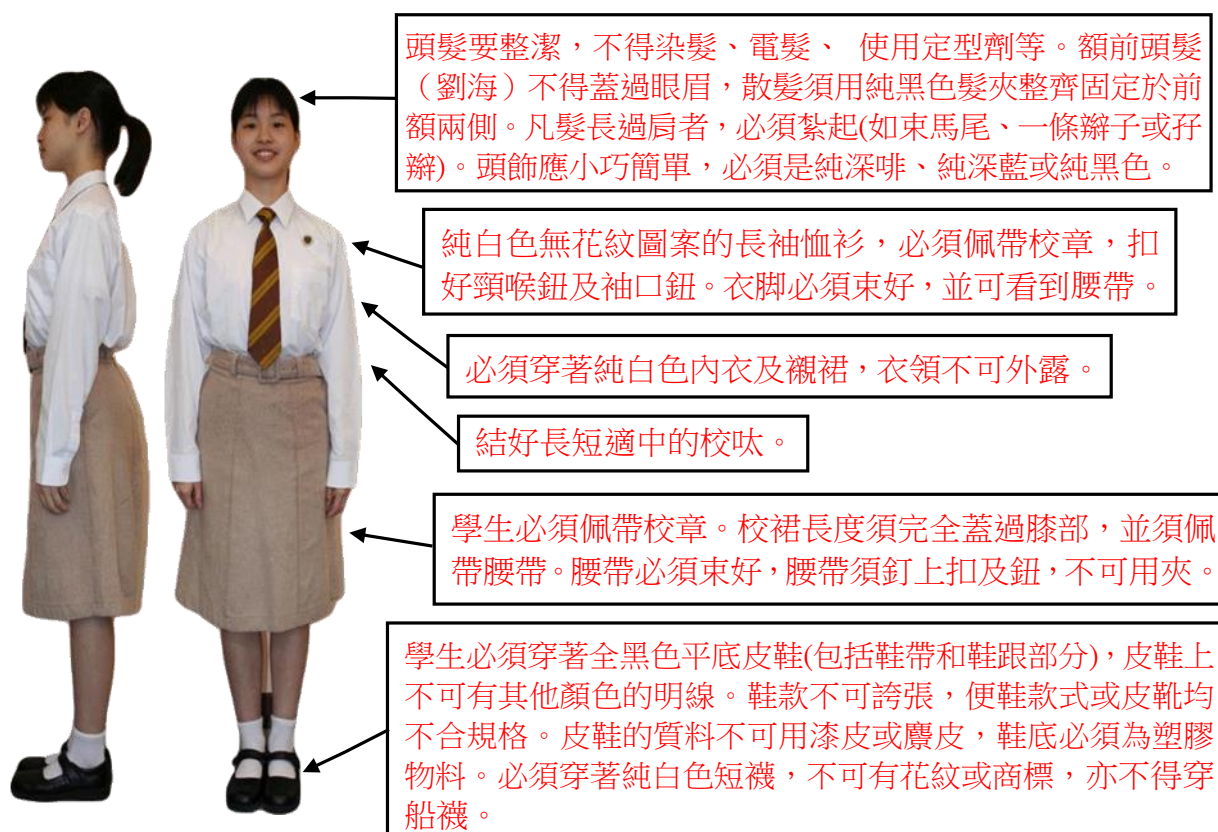 頭髮要整潔，不得染髮、電髮、 使用定型劑等。額前頭髮
（劉海）不得蓋過眼眉，散髮須用純黑色髮夾整齊固定於前
額兩側。凡髮長過肩者，必須紮起(如束馬尾、一條辮子或孖
辮)。頭飾應小巧簡單，必須是純深啡、純深藍或純黑色。
純白色無花紋圖案的長袖恤衫，必須佩帶校章，扣
好頸喉鈕及袖口鈕。衣脚必須束好，並可看到腰帶。
必須穿著純白色內衣及襯裙，衣領不可外露。
結好長短適中的校呔。
學生必須佩帶校章。校裙長度須完全蓋過膝部，並須佩
帶腰帶。腰帶必須束好，腰帶須釘上扣及鈕，不可用夾。
學生必須穿著全黑色平底皮鞋(包括鞋帶和鞋跟部分)，皮鞋上
不可有其他顏色的明線。鞋款不可誇張，便鞋款式或皮靴均
不合規格。皮鞋的質料不可用漆皮或麖皮，鞋底必須為塑膠
物料。必須穿著純白色短襪，不可有花紋或商標，亦不得穿
船襪。